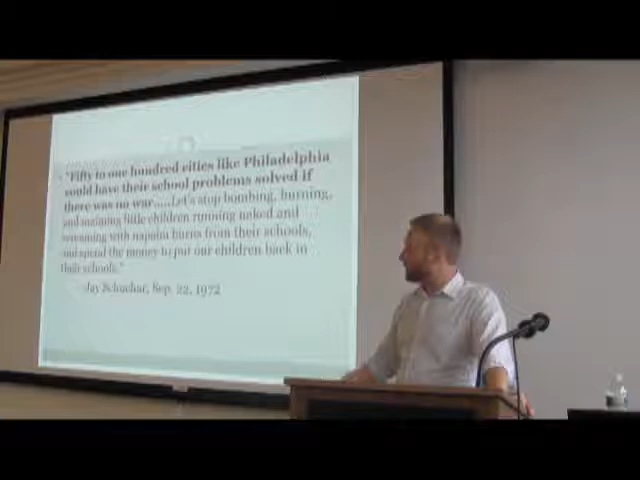 "Fifty to one hundred cities like Philadelphia
could have their school problems solved if
there was no war.....Let's stop bombing, burning,
and maiming little children running naked and
screaming with napalm burns from their schools,
and spend the money to put our children back in
their schools."
-Jay Schuchar, Sep. 22, 1972